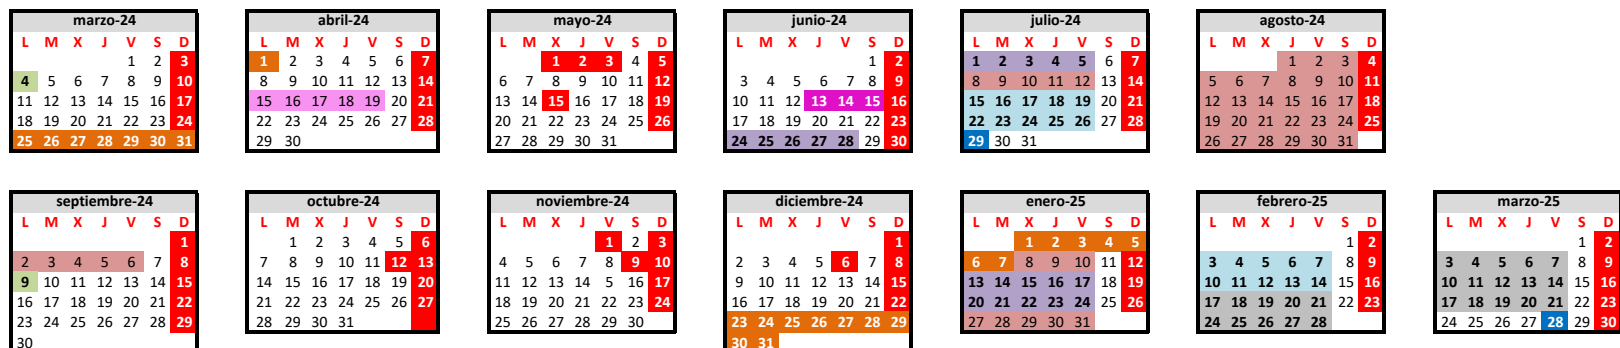 marzo-24 abril-24 mayo-24 junio-24 julio-24 agosto-24
L M X J V S D L M X J V S D L M X J V S D L M X J V S D L M X J V S D L M X J V S D
1 2 3 1 2 3 4 5 6 7 1 2 3 4 5 1 2 1 2 3 4 5 6 7 1 2 3 4
4 5 6 7 8 9 10 8 9 10 11 12 13 14 6 7 8 9 10 11 12 3 4 5 6 7 8 9 8 9 10 11 12 13 14 5 6 7 8 9 10 11
11 12 13 14 15 16 17 15 16 17 18 19 20 21 13 14 15 16 17 18 19 10 11 12 13 14 15 16 15 16 17 18 19 20 21 12 13 14 15 16 17 18
18 19 20 21 22 23 24 22 23 24 25 26 27 28 20 21 22 23 24 25 26 17 18 19 20 21 22 23 22 23 24 25 26 27 28 19 20 21 22 23 24 25
25 26 27 28 29 30 31 29 30 27 28 29 30 31 24 25 26 27 28 29 30 29 30 31 26 27 28 29 30 31
septiembre-24 octubre-24 noviembre-24 diciembre-24 enero-25 febrero-25 marzo-25
L M X J V S D L M X J V S D L M X J V S D L M X J V S D L M X J V S D L M X J V S D L M X J V S D
1 1 2 3 4 5 6 1 2 3 1 1 2 3 4 5 1 2 1 2
2 3 4 5 6 7 8 7 8 9 10 11 12 13 4 5 6 7 8 9 10 2 3 4 5 6 7 8 6 7 8 9 10 11 12 3 4 5 6 7 8 9 3 4 5 6 7 8 9
9 10 11 12 13 14 15 14 15 16 17 18 19 20 11 12 13 14 5 16 17 9 10 11 12 13 14 15 13 14 15 16 17 18 19 10 11 12 13 14 15 16 10 11 12 13 14 15 16
16 17 18 19 20 21 22 21 22 23 24 25 26 27 18 19 20 21 22 23 24 16 17 18 19 20 21 22 20 21 22 23 24 25 26 17 18 19 20 21 22 23 17 18 19 20 21 22 23
23 24 25 26 27 28 29 28 29 30 31 25 26 27 28 29 30 23 24 25 26 27 28 29 27 28 29 30 31 24 25 26 27 28 24 25 26 27 28 29 30
30 30 31